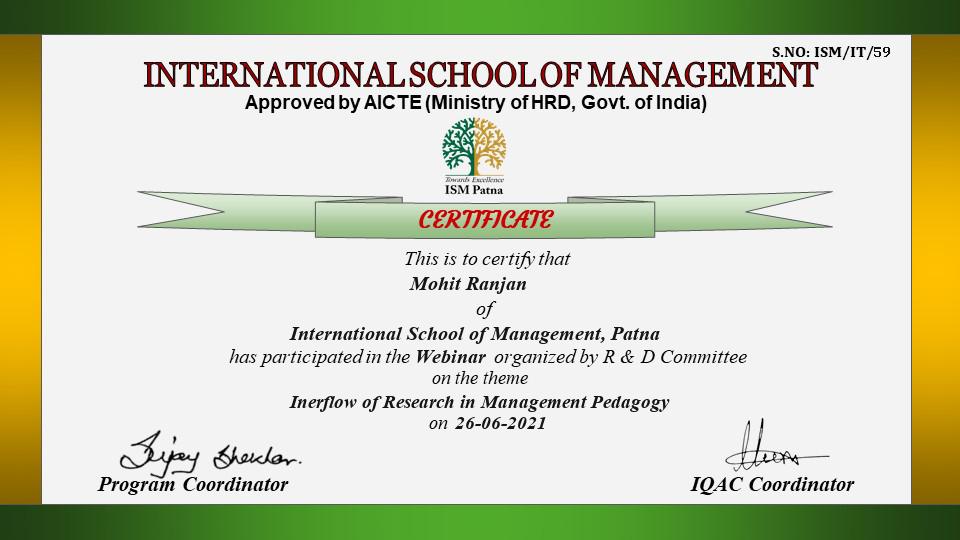 S.NO: ISM/IT/59
INTERNATIONAL SCHOOL OF MANAGEMENT
Approved by AICTE (Ministry of HRD, Govt. of India)
Towards Excellence
ISM Patna
CERTIFICATE
This is to certify that
Mohit Ranjan
of
International School of Management, Patna
has participated in the Webinar organized by R & D Committee
on the theme
Inerflow of Research in Management Pedagogy
on 26-06-2021
Program Coordinator
IQAC Coordinator